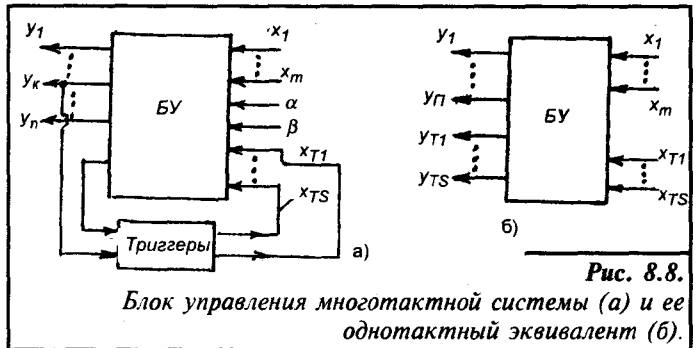 y1
yк
yn
БУ
x1
xm
α
β
xT1
xTS
Триггеры
а)
y1
yП
yT1
yTS
БУ
x1
xm
xT1
xTS
б)
Рис. 8.8.
Блок управления многотактной системы (а) и ее
однотактный эквивалент (б).